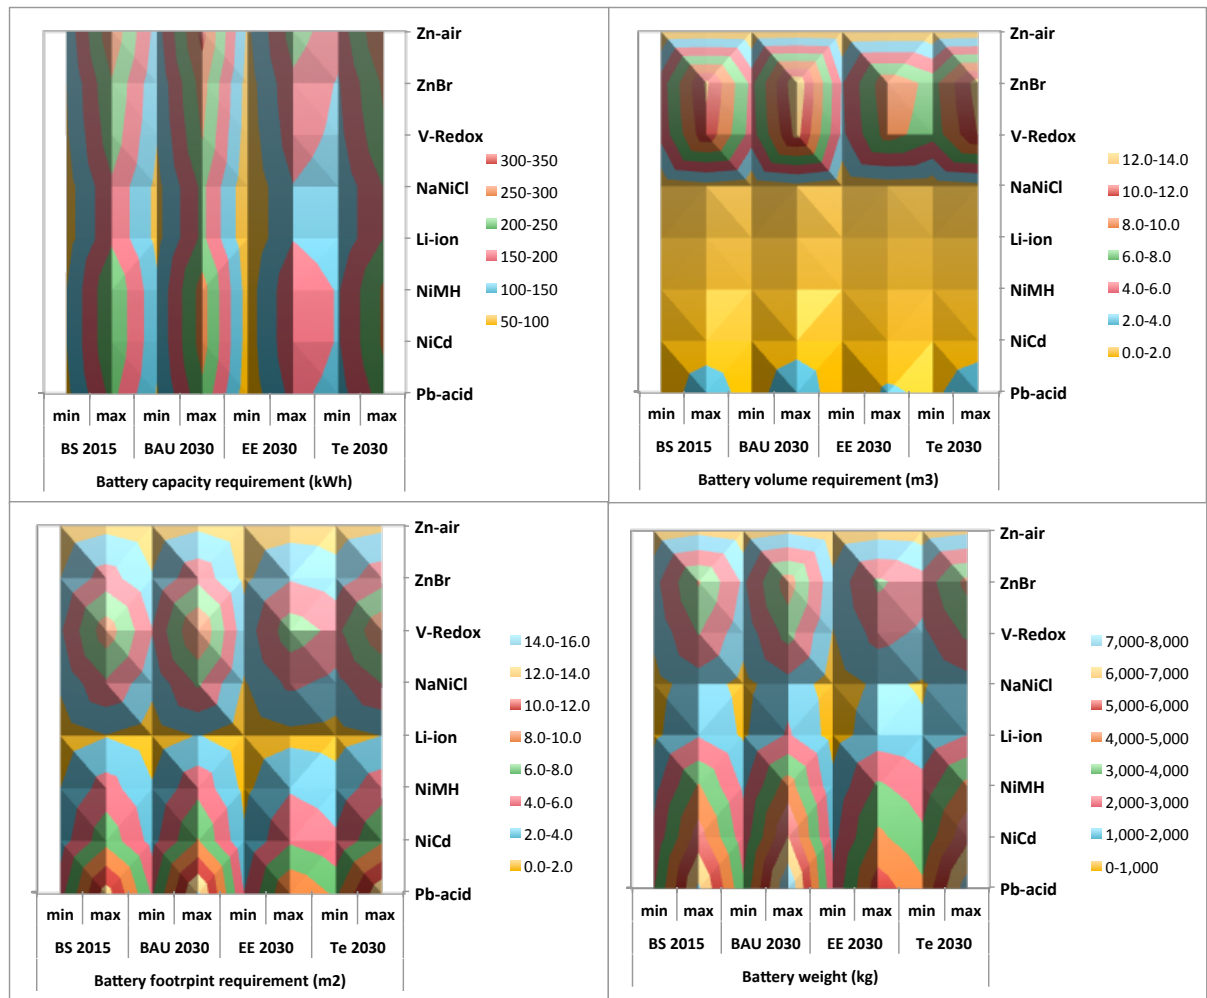 Zn-air
ZnBr
V-Redox
NaNiCl
Li-ion
NiMH
NiCd
Pb-acid
300-350
250-300
200-250
150-200
100-150
50-100
min max min max min max min max
BS 2015 BAU 2030 EE 2030 Te 2030
Battery capacity requirement (kWh)
Zn-air
ZnBr
V-Redox
NaNiCl
Li-ion
NiMH
NiCd
Pb-acid
12.0-14.0
10.0-12.0
8.0-10.0
6.0-8.0
4.0-6.0
2.0-4.0
0.0-2.0
min max min max min max min max
BS 2015 BAU 2030 EE 2030 Te 2030
Battery volume requirement (m3)
Zn-air
ZnBr
V-Redox
NaNiCl
Li-ion
NiMH
NiCd
Pb-acid
14.0-16.0
12.0-14.0
10.0-12.0
8.0-10.0
6.0-8.0
4.0-6.0
2.0-4.0
0.0-2.0
min max min max min max min max
BS 2015 BAU 2030 EE 2030 Te 2030
Battery footrpint requirement (m2)
Zn-air
ZnBr
V-Redox
NaNiCl
Li-ion
NiMH
NiCd
Pb-acid
7,000-8,000
6,000-7,000
5,000-6,000
4,000-5,000
3,000-4,000
2,000-3,000
1,000-2,000
0-1,000
min max min max min max min max
BS 2015 BAU 2030 EE 2030 Te 2030
Battery weight (kg)